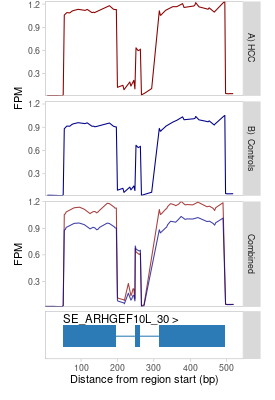 1.2
0.9
0.6
0.3
A) HCC
FPM
1.2
0.9
0.6
0.3
B) Controls
1.2
0.9
0.6
0.3
Combined
FPM
SE_ARHGEF10L_30 >
100 200 300 400 500
Distance from region start (bp)